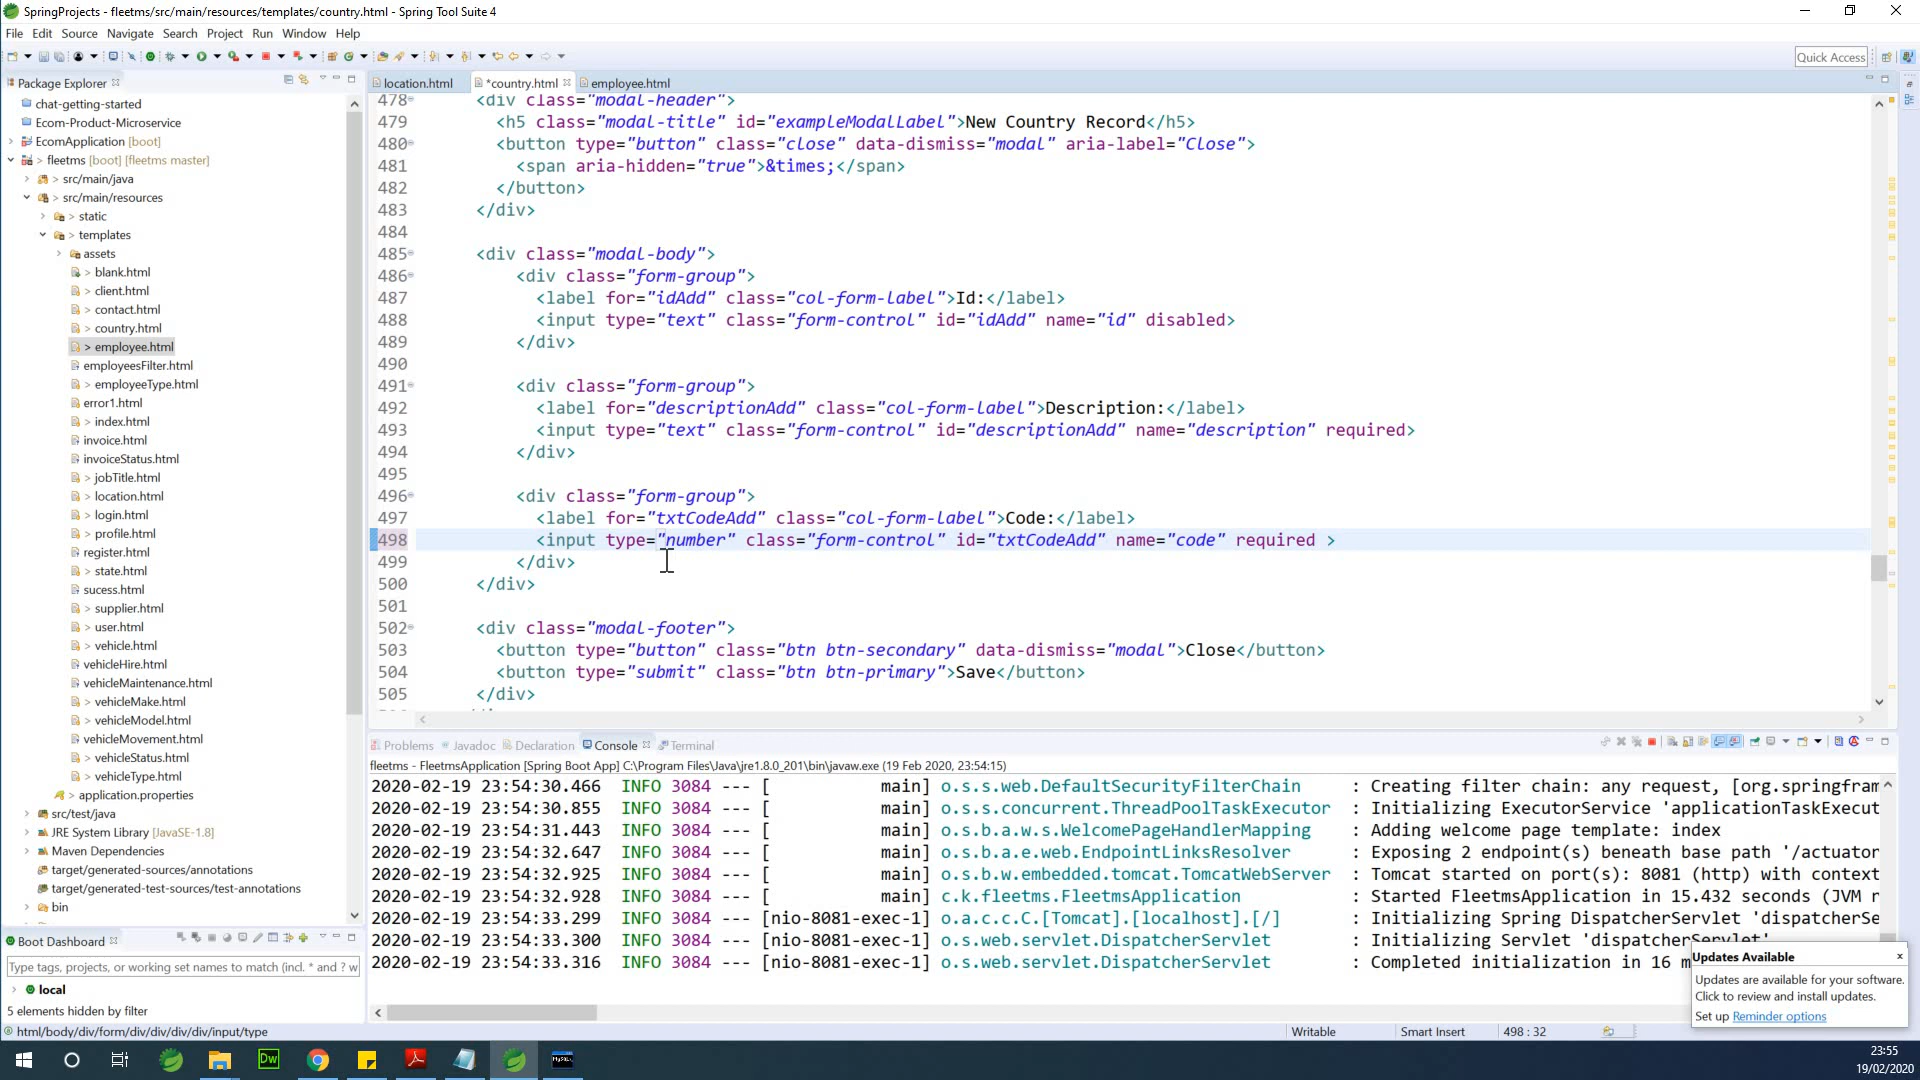 SpringProjects - fleetms/src/main/resources/templates/country.html - Spring Tool Suite 4
File Edit Source Navigate Search Project Run Window Help
Quick Access
Package Explorer
chat-getting-started
Ecom-Product-Microservice
EcomApplication [boot]
> fleetms [boot] [fleetms master]
> src/main/java
> src/main/resources
> static
> templates
assets
> blank.html
> client.html
> contact.html
> country.html
> employee.html
employeesFilter.html
> employeeType.html
error1.html
> index.html
invoice.html
invoiceStatus.html
> jobTitle.html
> location.html
> login.html
> profile.html
register.html
> state.html
sucess.html
> supplier.html
> user.html
> vehicle.html
vehicleHire.html
vehicleMaintenance.html
> vehicleMake.html
> vehicleModel.html
vehicleMovement.html
> vehicleStatus.html
> vehicleType.html
> application.properties
src/test/java
JRE System Library [JavaSE-1.8]
Maven Dependencies
target/generated-sources/annotations
target/generated-test-sources/test-annotations
bin
Boot Dashboard
Type tags, projects, or working set names to match (incl. * and ? w
local
5 elements hidden by filter
location.html *country.html employee.html
478 <div class="modal-header">
479 <h5 class="modal-title" id="exampleModalLabel">New Country Record</h5>
480 <button type="button" class="close" data-dismiss="modal" aria-label="Close">
481 <span aria-hidden="true">&times;</span>
482 </button>
483 </div>
484
485 <div class="modal-body">
486 <div class="form-group">
487 <label for="idAdd" class="col-form-label">Id:</label>
488 <input type="text" class="form-control" id="idAdd" name="id" disabled>
489 </div>
490
491 <div class="form-group">
492 <label for="descriptionAdd" class="col-form-label">Description:</label>
493 <input type="text" class="form-control" id="descriptionAdd" name="description" required>
494 </div>
495
496 <div class="form-group">
497 <label for="txtCodeAdd" class="col-form-label">Code:</label>
498 <input type="number" class="form-control" id="txtCodeAdd" name="code" required >
499 </div>
500 </div>
501
502 <div class="modal-footer">
503 <button type="button" class="btn btn-secondary" data-dismiss="modal">Close</button>
504 <button type="submit" class="btn btn-primary">Save</button>
505 </div>
Problems Javadoc Declaration Console Terminal
fleetms - FleetmsApplication [Spring Boot App] C:\Program Files\Java\jre1.8.0_201\bin\javaw.exe (19 Feb 2020, 23:54:15)
2020-02-19 23:54:30.466 INFO 3084 --- [ main] o.s.s.web.DefaultSecurityFilterChain : Creating filter chain: any request, [org.springfram
2020-02-19 23:54:30.855 INFO 3084 --- [ main] o.s.s.concurrent.ThreadPoolTaskExecutor : Initializing ExecutorService 'applicationTaskExecut
2020-02-19 23:54:31.443 INFO 3084 --- [ main] o.s.b.a.w.s.WelcomePageHandlerMapping : Adding welcome page template: index
2020-02-19 23:54:32.647 INFO 3084 --- [ main] o.s.b.a.e.web.EndpointLinksResolver : Exposing 2 endpoint(s) beneath base path '/actuator
2020-02-19 23:54:32.925 INFO 3084 --- [ main] o.s.b.w.embedded.tomcat.TomcatWebServer : Tomcat started on port(s): 8081 (http) with context
2020-02-19 23:54:32.928 INFO 3084 --- [ main] c.k.fleetms.FleetmsApplication : Started FleetmsApplication in 15.432 seconds (JVM r
2020-02-19 23:54:33.299 INFO 3084 --- [nio-8081-exec-1] o.a.c.c.C.[Tomcat].[localhost].[/] : Initializing Spring DispatcherServlet 'dispatcherSe
2020-02-19 23:54:33.300 INFO 3084 --- [nio-8081-exec-1] o.s.web.servlet.DispatcherServlet : Initializing Servlet 'dispatcherServlet'
2020-02-19 23:54:33.316 INFO 3084 --- [nio-8081-exec-1] o.s.web.servlet.DispatcherServlet : Completed initialization in 16 m
Updates Available
Updates are available for your software.
Click to review and install updates.
Set up Reminder options
html/body/div/form/div/div/div/div/input/type
Writable Smart Insert 498 : 32
Dw
23:55
19/02/2020